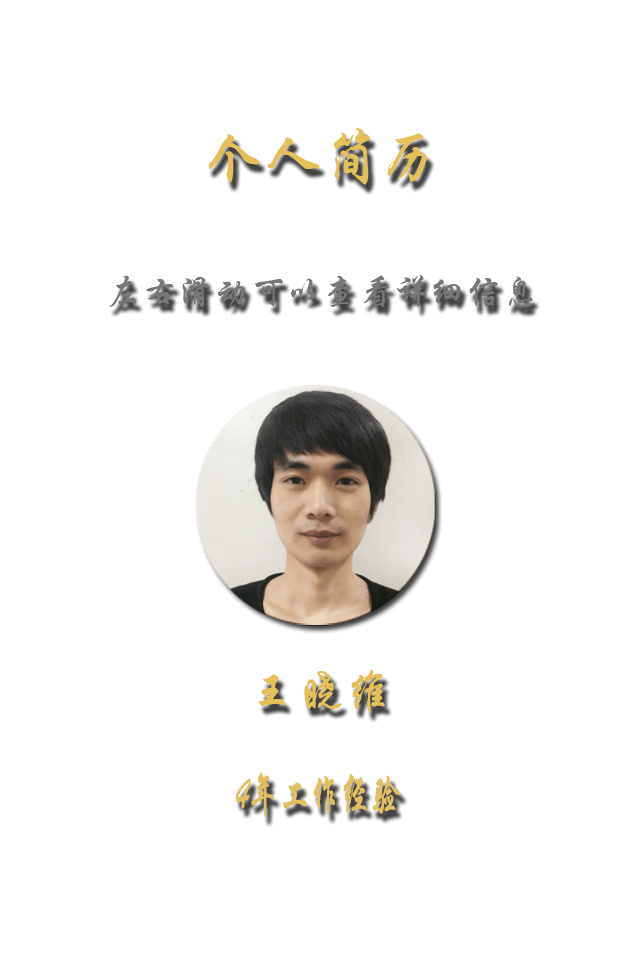 个人简历
左右滑动可以查看详细信息
王晓维
4年工作经验